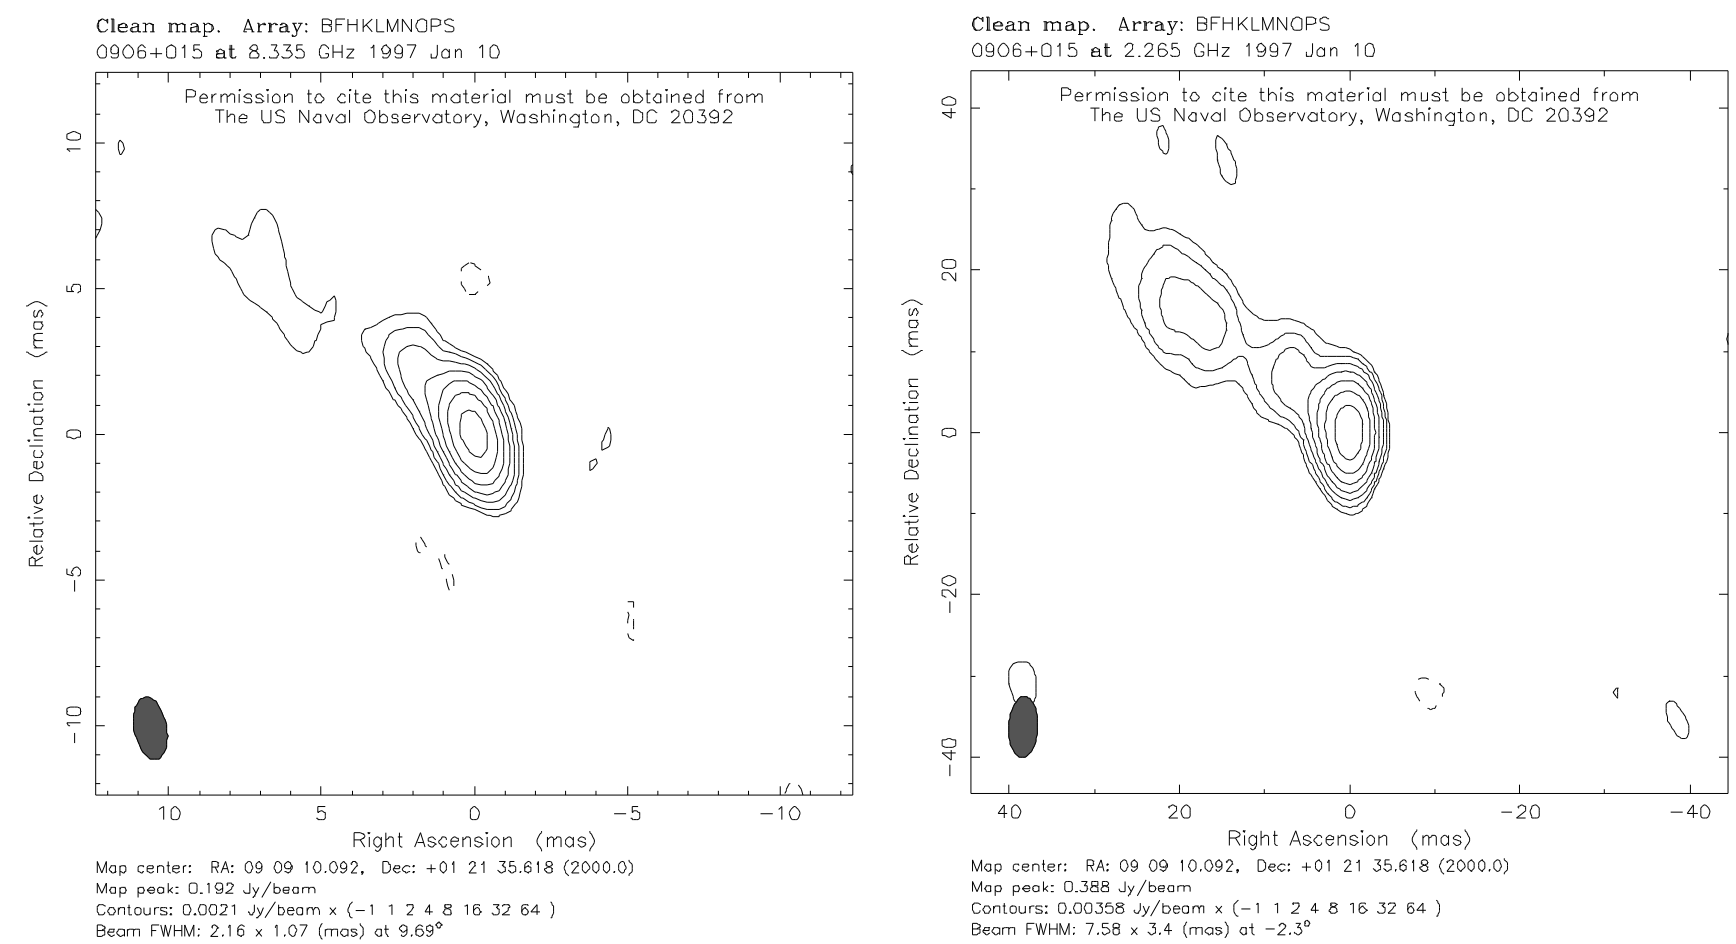 Clean map. Array: BFHKLMNOPS
0906+015 at 8.335 GHz 1997 Jan 10
Permission to cite this material must be obtained from
The US Naval Observatory, Washington, DC 20392
Relative Declination (mas)
10
5
0
−5
−10
10 5 0 −5 −10
Right Ascension (mas)
Map center: RA: 09 09 10.092, Dec: +01 21 35.618 (2000.0)
Map peak: 0.192 Jy/beam
Contours: 0.0021 Jy/beam x (−1 1 2 4 8 16 32 64 )
Beam FWHM: 2.16 x 1.07 (mas) at 9.69°
Clean map. Array: BFHKLMNOPS
0906+015 at 2.265 GHz 1997 Jan 10
Permission to cite this material must be obtained from
The US Naval Observatory, Washington, DC 20392
Relative Declination (mas)
40
20
0
−20
−40
40 20 0 −20 −40
Right Ascension (mas)
Map center: RA: 09 09 10.092, Dec: +01 21 35.618 (2000.0)
Map peak: 0.388 Jy/beam
Contours: 0.00358 Jy/beam x (−1 1 2 4 8 16 32 64 )
Beam FWHM: 7.58 x 3.4 (mas) at −2.3°